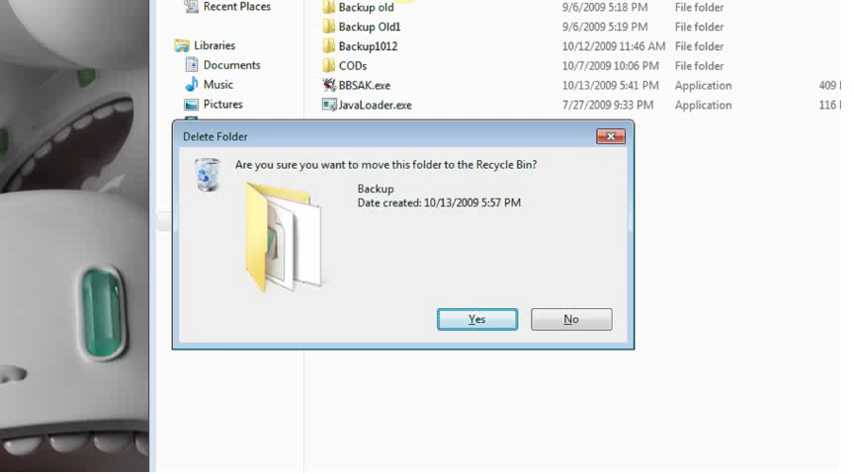 Recent Places
Backup old 9/6/2009 5:18 PM File folder
Backup Old1 9/6/2009 5:19 PM File folder
Libraries
Backup1012 10/12/2009 11:46 AM File folder
Documents
CODs 10/7/2009 10:06 PM File folder
Music
BBSAK.exe 10/13/2009 5:41 PM Application 409
Pictures
JavaLoader.exe 7/27/2009 9:33 PM Application 116
Delete Folder
Are you sure you want to move this folder to the Recycle Bin?
Backup
Date created: 10/13/2009 5:57 PM
Yes No